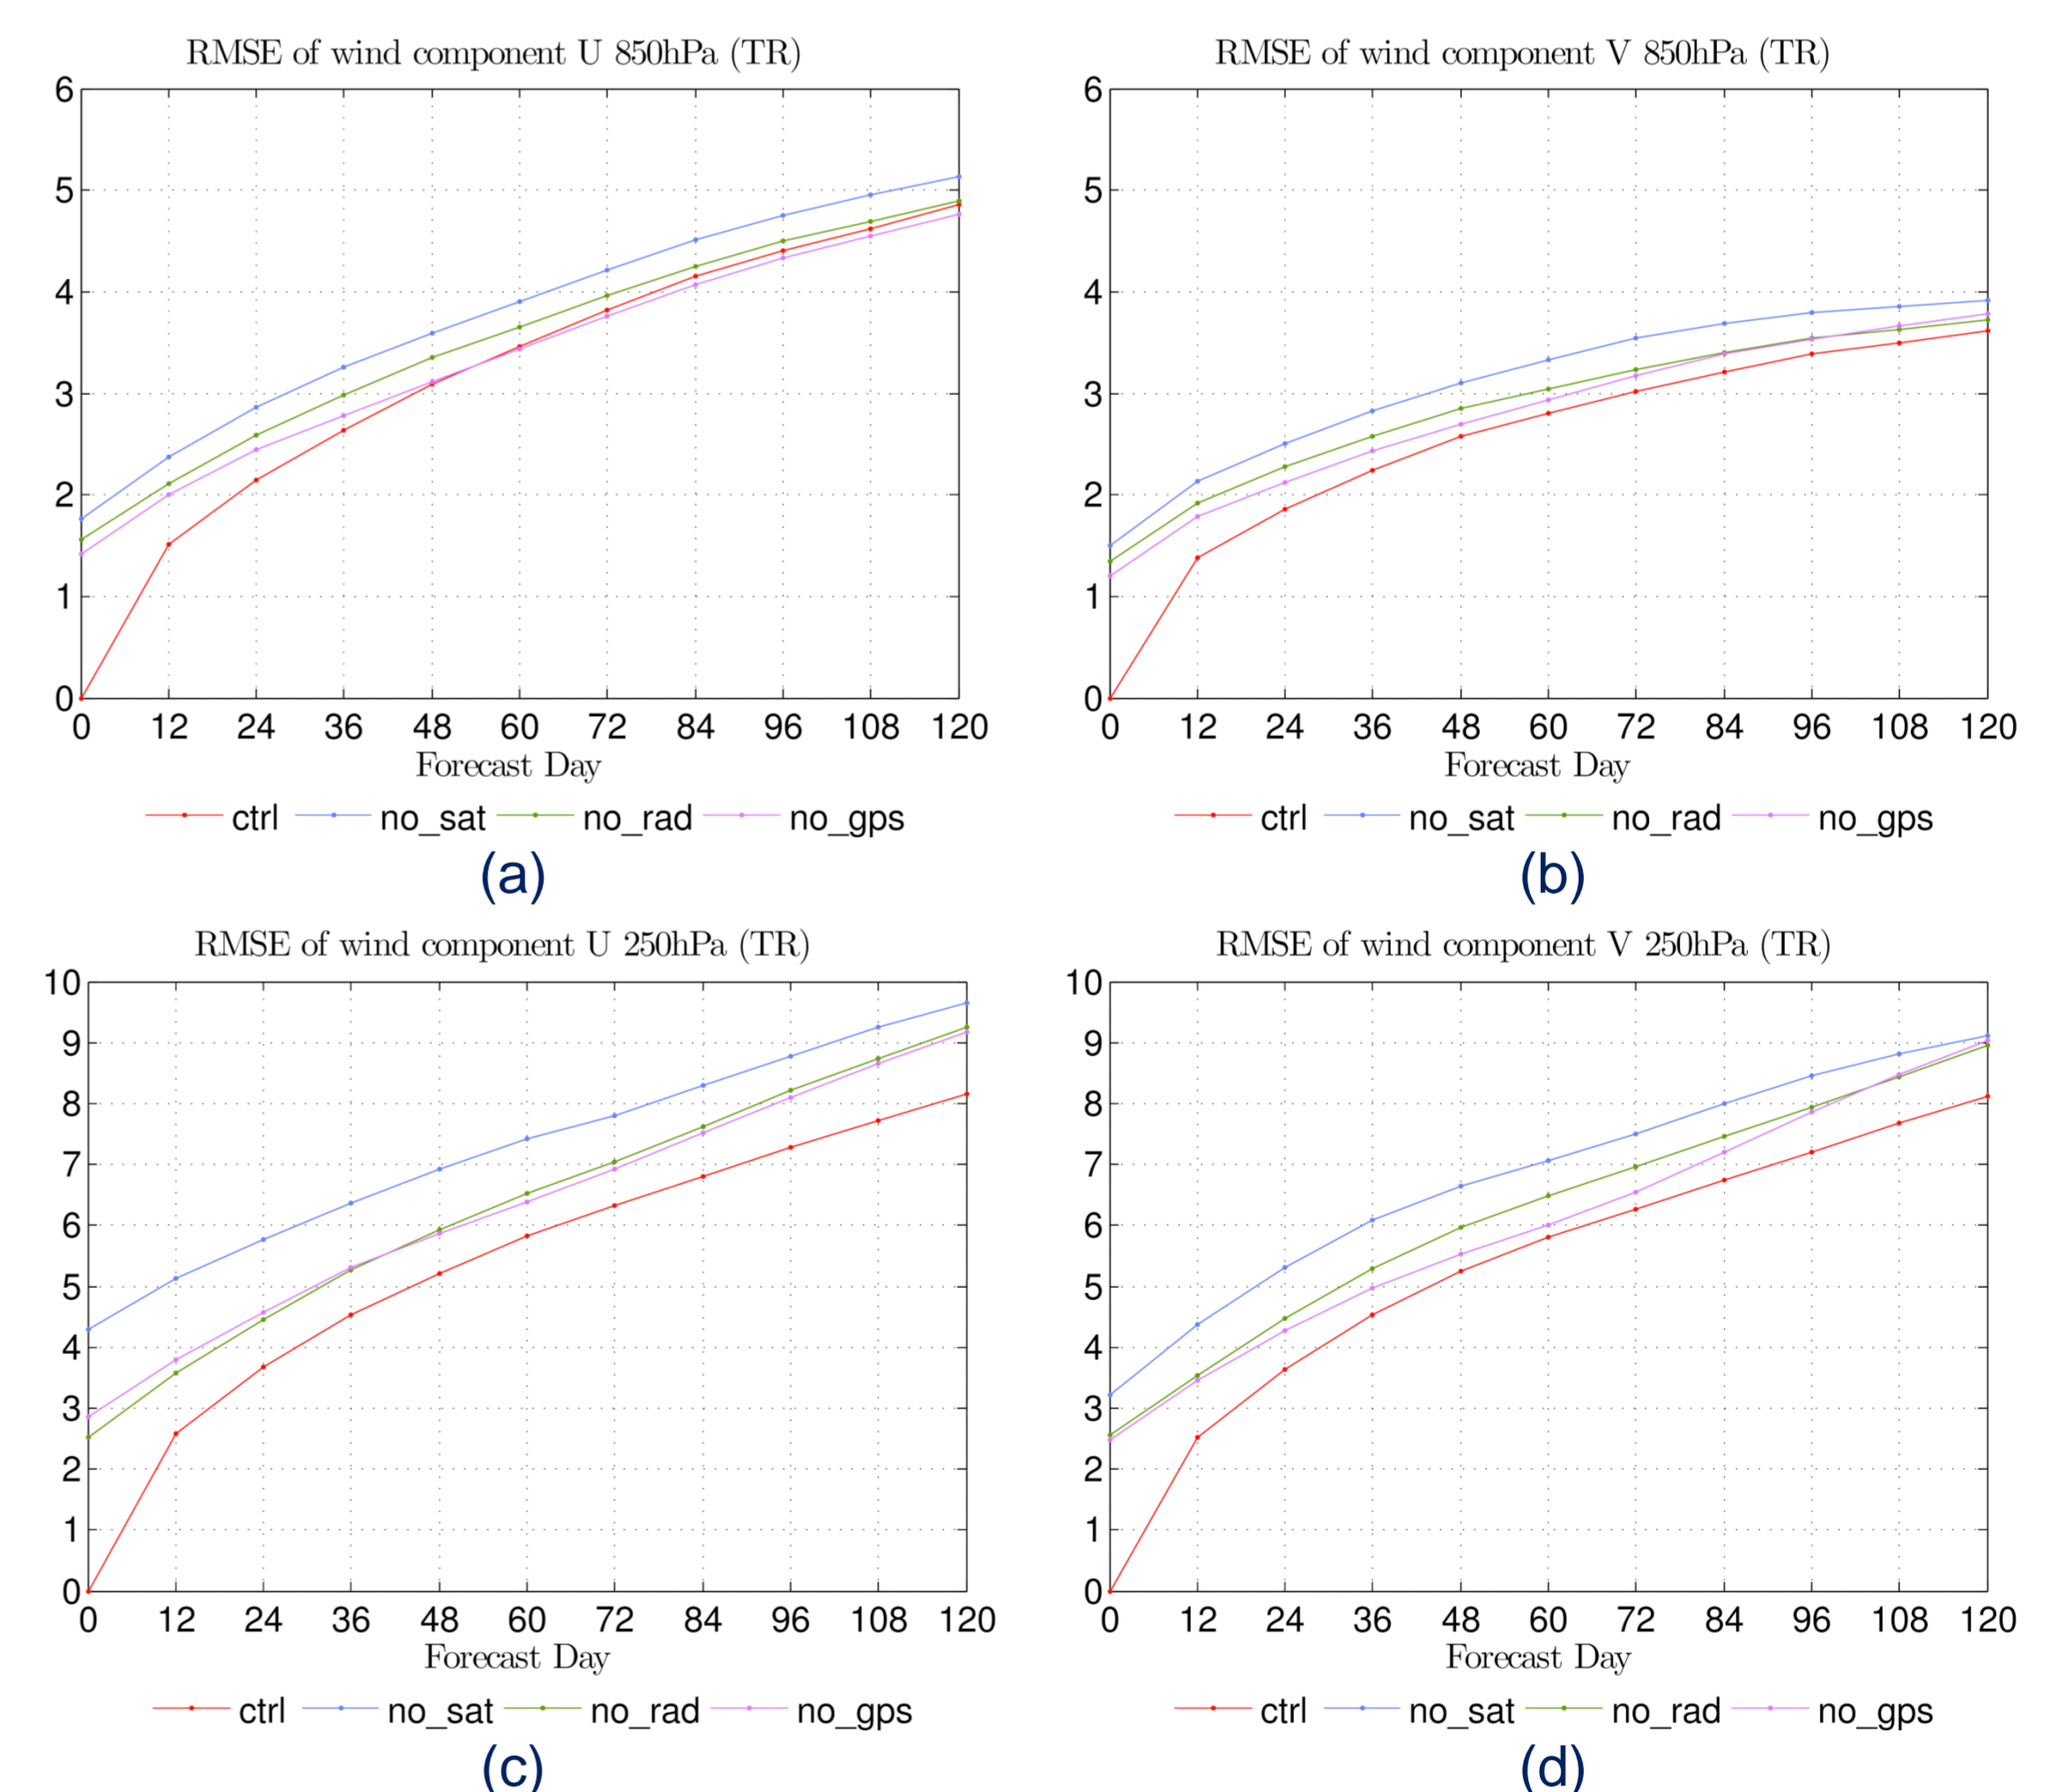 RMSE of wind component U 850hPa (TR)
6
5
4
3
2
1
0
0 12 24 36 48 60 72 84 96 108 120
Forecast Day
ctrl no_sat no_rad no_gps
(a)
RMSE of wind component V 850hPa (TR)
6
5
4
3
2
1
0
0 12 24 36 48 60 72 84 96 108 120
Forecast Day
ctrl no_sat no_rad no_gps
(b)
RMSE of wind component U 250hPa (TR)
10
9
8
7
6
5
4
3
2
1
0
0 12 24 36 48 60 72 84 96 108 120
Forecast Day
ctrl no_sat no_rad no_gps
(c)
RMSE of wind component V 250hPa (TR)
10
9
8
7
6
5
4
3
2
1
0
0 12 24 36 48 60 72 84 96 108 120
Forecast Day
ctrl no_sat no_rad no_gps
(d)